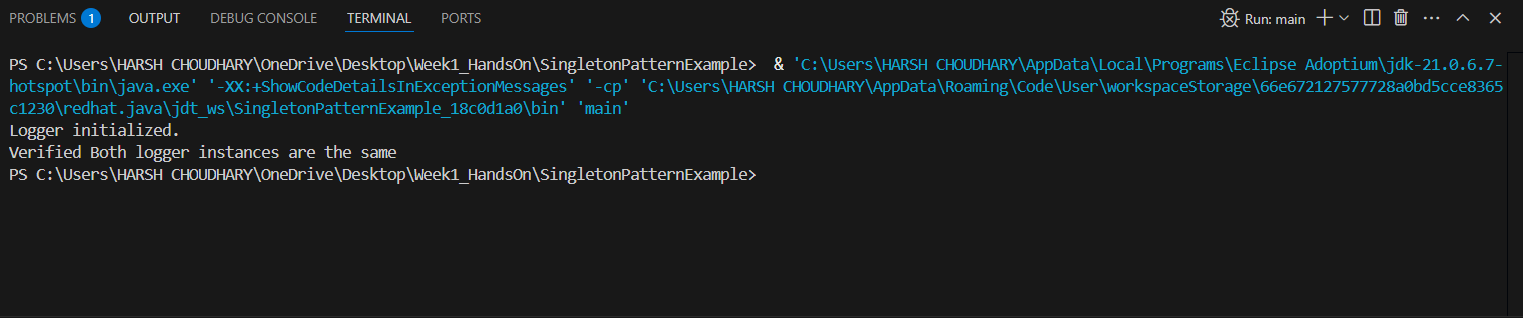 PROBLEMS 1 OUTPUT DEBUG CONSOLE TERMINAL PORTS Run: main
PS C:\Users\HARSH CHOUDHARY\OneDrive\Desktop\Week1_HandsOn\SingletonPatternExample>  & 'C:\Users\HARSH CHOUDHARY\AppData\Local\Programs\Eclipse Adoptium\jdk-21.0.6.7-
hotspot\bin\java.exe' '-XX:+ShowCodeDetailsInExceptionMessages' '-cp' 'C:\Users\HARSH CHOUDHARY\AppData\Roaming\Code\User\workspaceStorage\66e672127577728a0bd5cce8365
c1230\redhat.java\jdt_ws\SingletonPatternExample_18c0d1a0\bin' 'main'
Logger initialized.
Verified Both logger instances are the same
PS C:\Users\HARSH CHOUDHARY\OneDrive\Desktop\Week1_HandsOn\SingletonPatternExample>